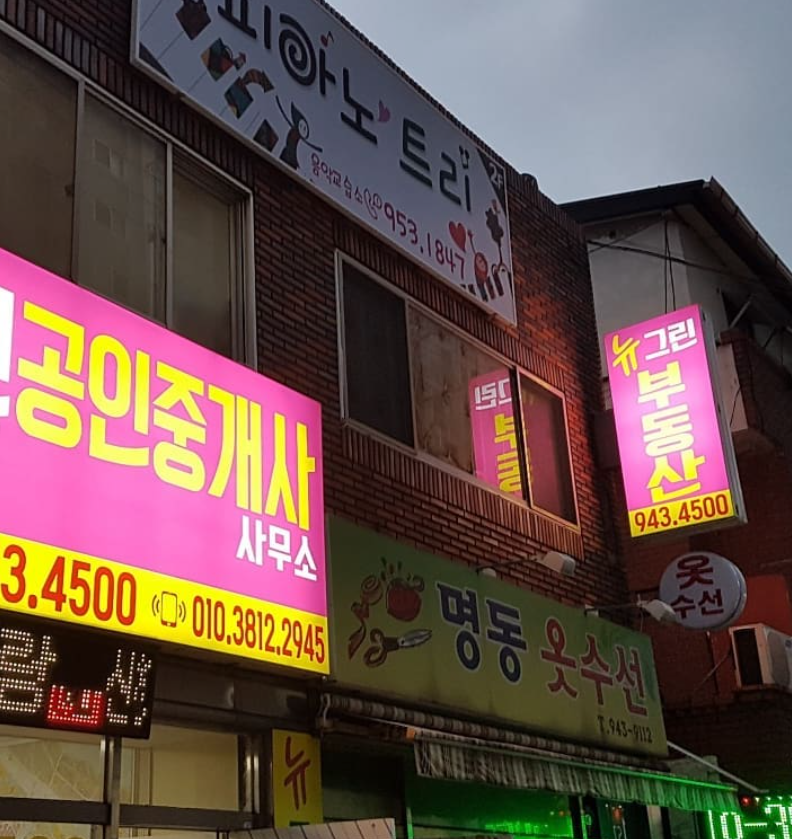 피아노 트리
2F
음악교습소
953.1847
공인중개사
사무소
3.4500 010.3812.2945
뉴 그린
부동산
943.4500
옷
수선
명동 옷수선
T.943-9112
뉴